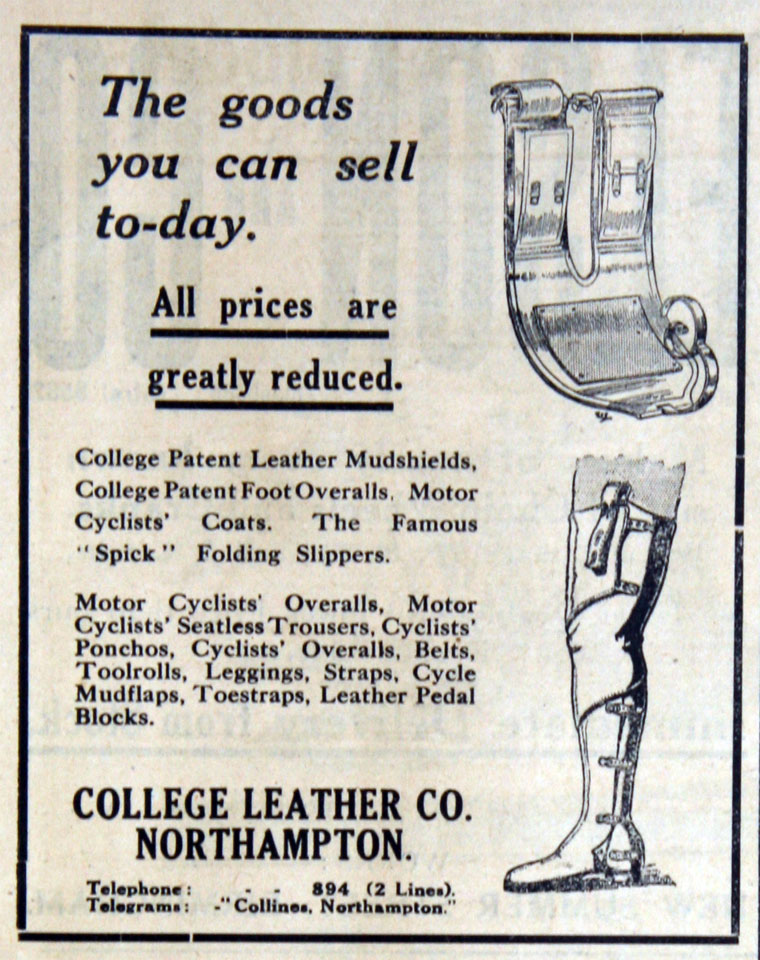 The goods
you can sell
to-day.
All prices are
greatly reduced.
College Patent Leather Mudshields,
College Patent Foot Overalls, Motor
Cyclists' Coats. The Famous
"Spick" Folding Slippers.
Motor Cyclists' Overalls, Motor
Cyclists' Seatless Trousers, Cyclists'
Ponchos, Cyclists' Overalls, Belts,
Toolrolls, Leggings, Straps, Cycle
Mudflaps, Toestraps, Leather Pedal
Blocks.
COLLEGE LEATHER CO.
NORTHAMPTON.
Telephone: - - 894 (2 Lines).
Telegram. -"Collines, Northampton."